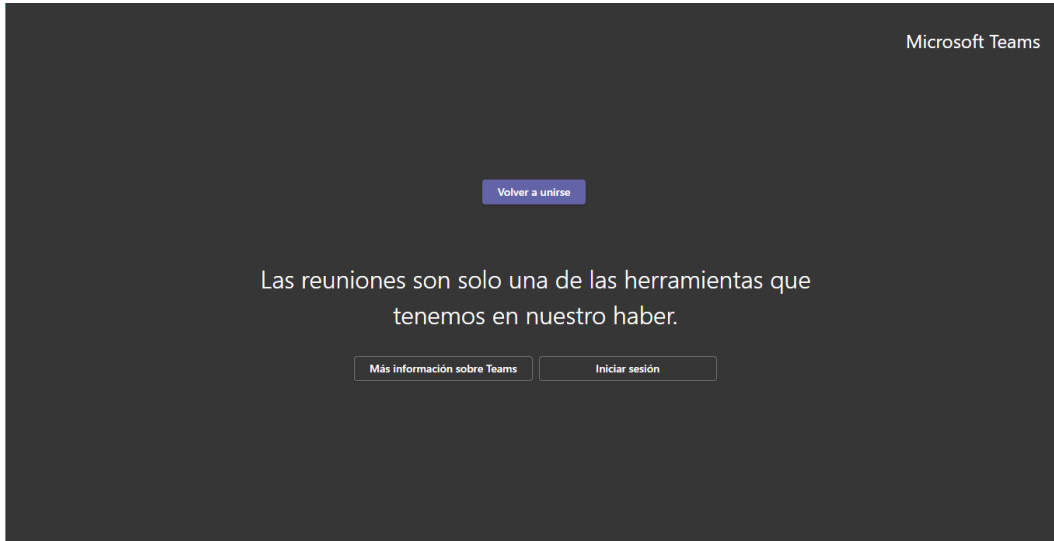 Microsoft Teams
Volver a unirse
Las reuniones son solo una de las herramientas que
tenemos en nuestro haber.
Más información sobre Teams
Iniciar sesión